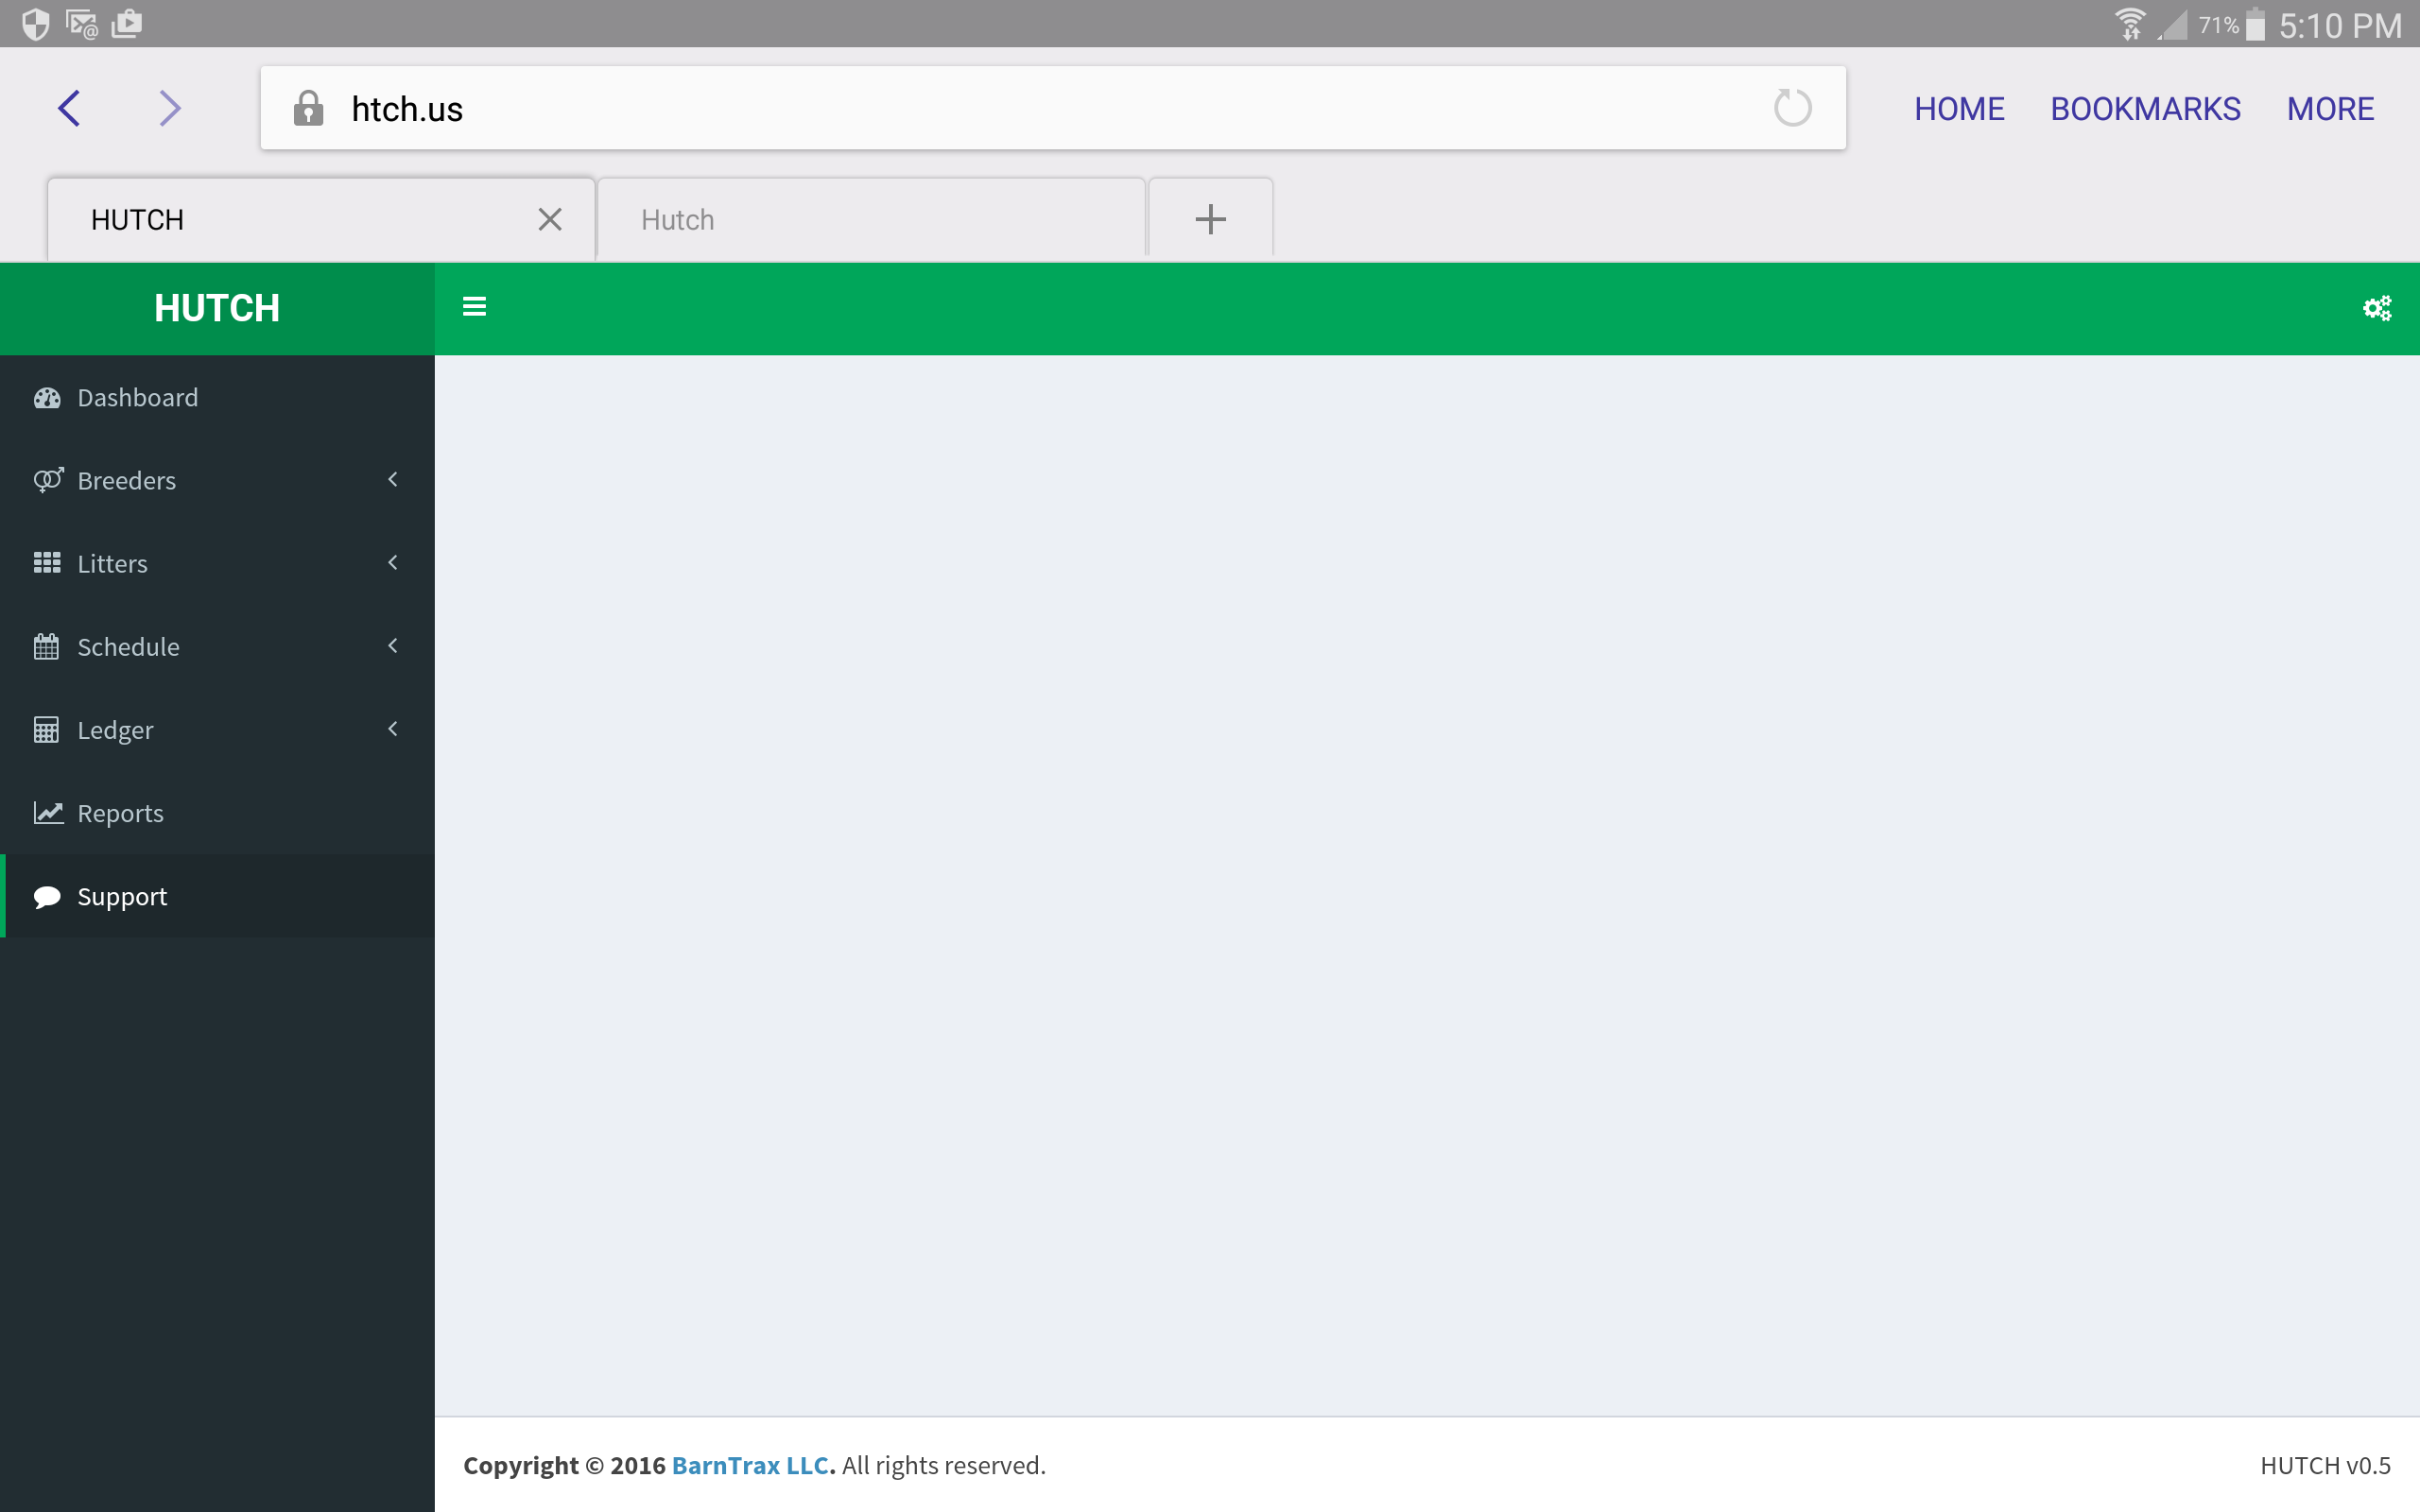 71% 5:10 PM
htch.us
HOME BOOKMARKS MORE
HUTCH
Hutch
HUTCH
Dashboard
Breeders
Litters
Schedule
Ledger
Reports
Support
Copyright © 2016 BarnTrax LLC. All rights reserved.
HUTCH v0.5